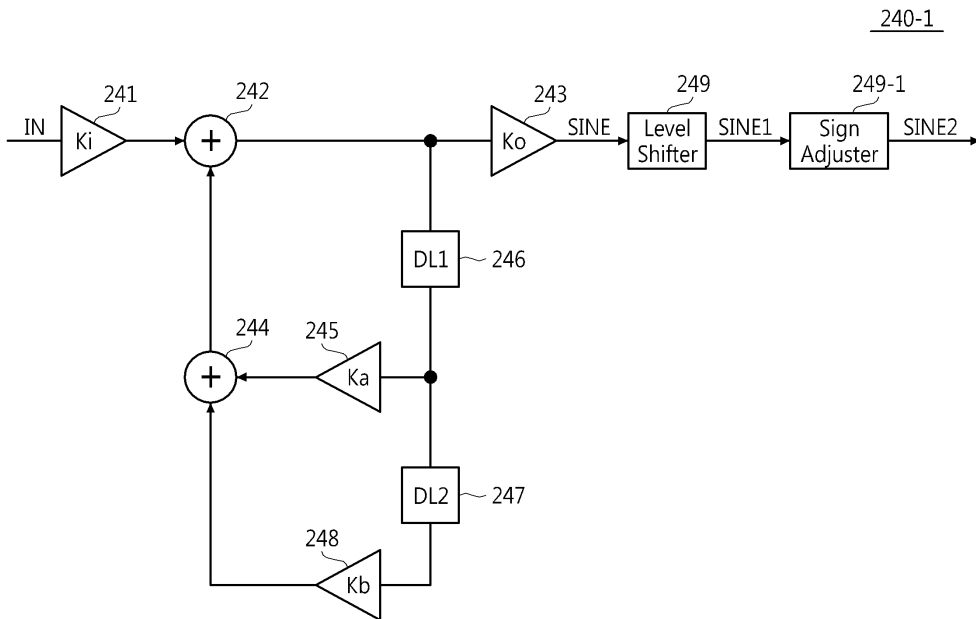 240-1
241
242
243
249
249-1
IN
Ki
+
Ko
SINE
Level
Shifter
SINE1
Sign
Adjuster
SINE2
DL1
246
244
245
+
Ka
DL2
247
248
Kb